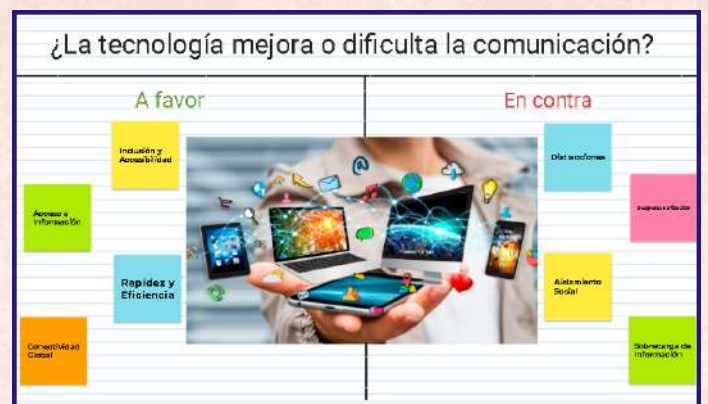 ¿La tecnología mejora o dificulta la comunicación?
A favor
En contra
Inclusión y
Accesibilidad
Acceso a
información
Rapidez y
Eficiencia
Conectividad
Global
Distracciones
Aislamiento
Social
Sobrecarga de
información